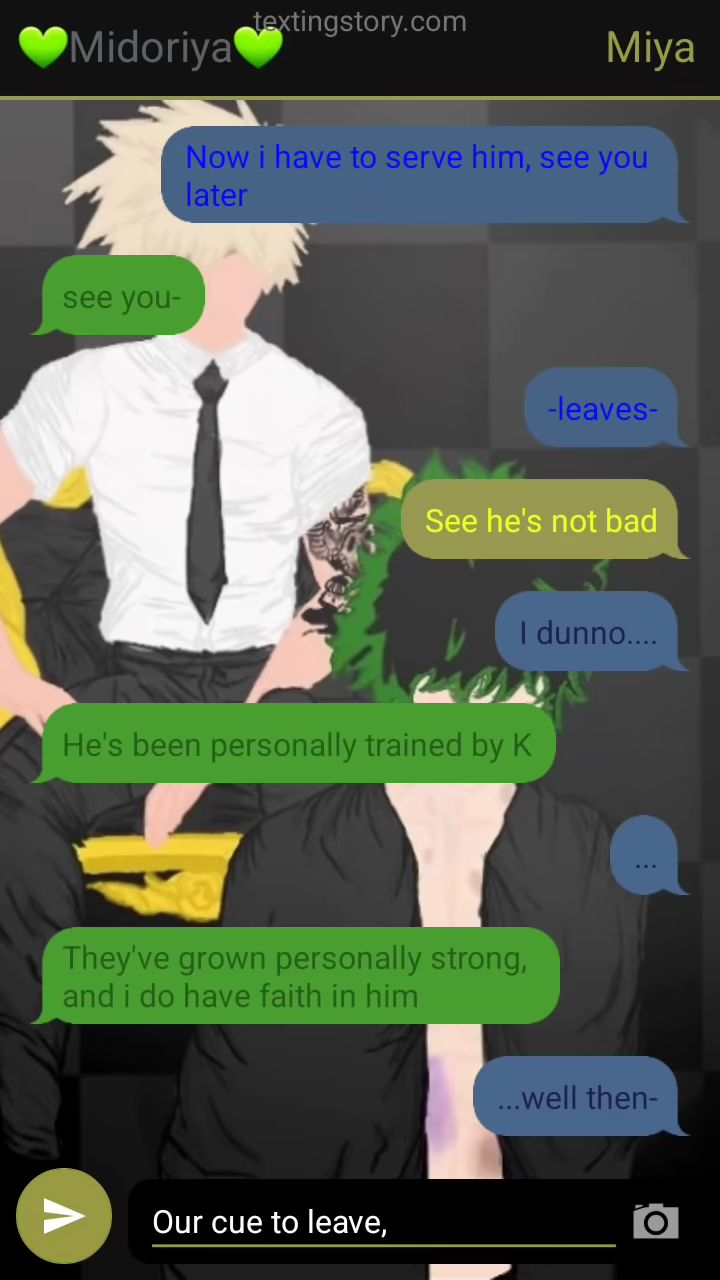 textingstory.com
💚Midoriya💚
Miya
Now i have to serve him, see you
later
see you-
-leaves-
See he's not bad
I dunno....
He's been personally trained by K
...
They've grown personally strong,
and i do have faith in him
...well then-
Our cue to leave,